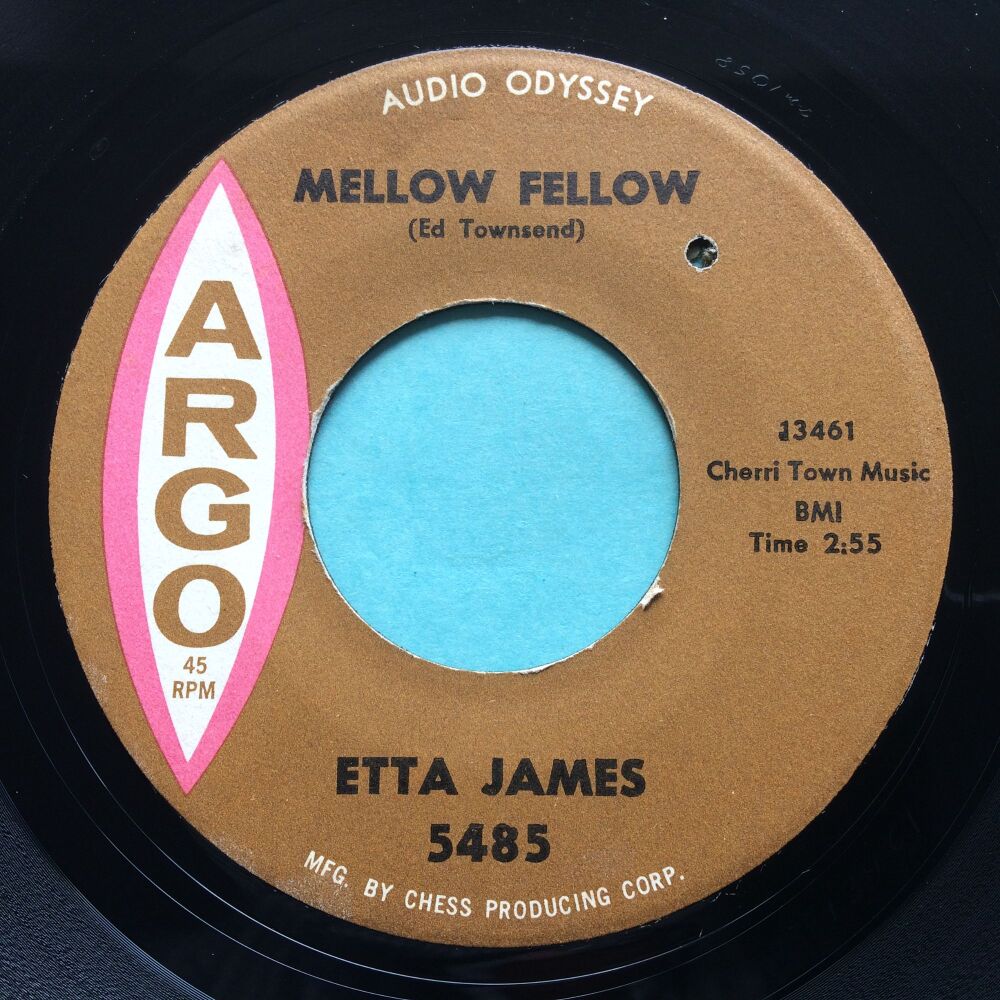 AUDIO ODYSSEY
MELLOW FELLOW
(Ed Townsend)
ARGO
45
RPM
13461
Cherri Town Music
BMI
Time 2:55
ETTA JAMES
5485
MFG. BY CHESS PRODUCING CORP.